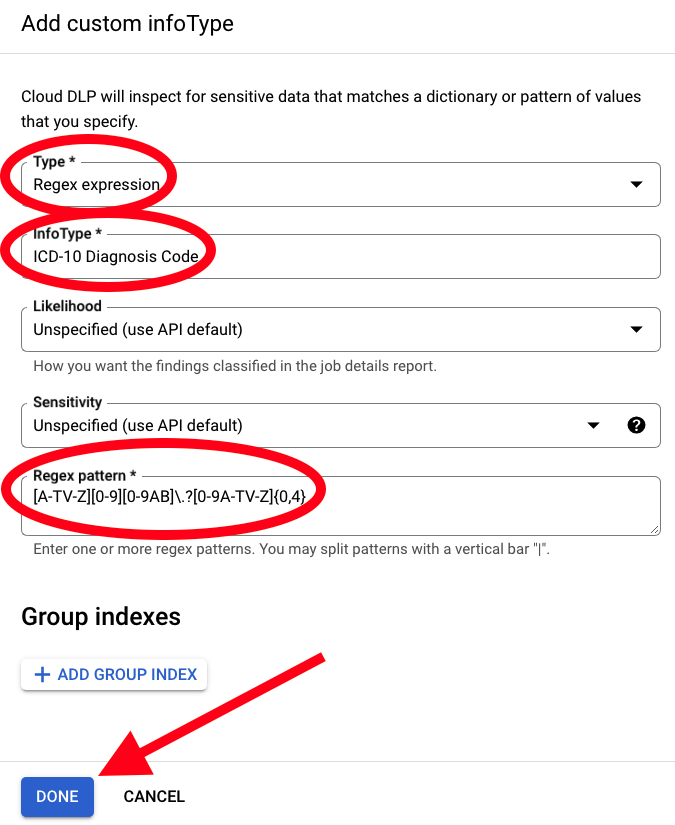 Add custom infoType
Cloud DLP will inspect for sensitive data that matches a dictionary or pattern of values
that you specify.
Type *
Regex expression
InfoType *
ICD-10 Diagnosis Code
Likelihood
Unspecified (use API default)
How you want the findings classified in the job details report.
Sensitivity
Unspecified (use API default)
?
Regex pattern *
[A-TV-Z][0-9][0-9AB]\.?[0-9A-TV-Z]{0,4}
Enter one or more regex patterns. You may split patterns with a vertical bar "|".
Group indexes
+ ADD GROUP INDEX
DONE CANCEL